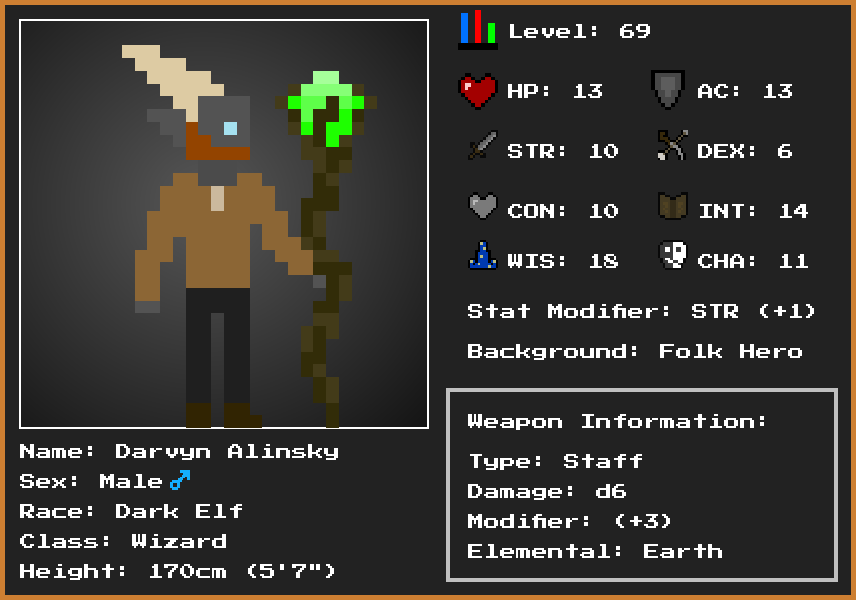 Level: 69
HP: 13
AC: 13
STR: 10
DEX: 6
CON: 10
INT: 14
WIS: 18
CHA: 11
Stat Modifier: STR (+1)
Background: Folk Hero
Weapon Information:
Type: Staff
Damage: d6
Modifier: (+3)
Elemental: Earth
Name: Darvyn Alinsky
Sex: Male ♂
Race: Dark Elf
Class: Wizard
Height: 170cm (5'7")